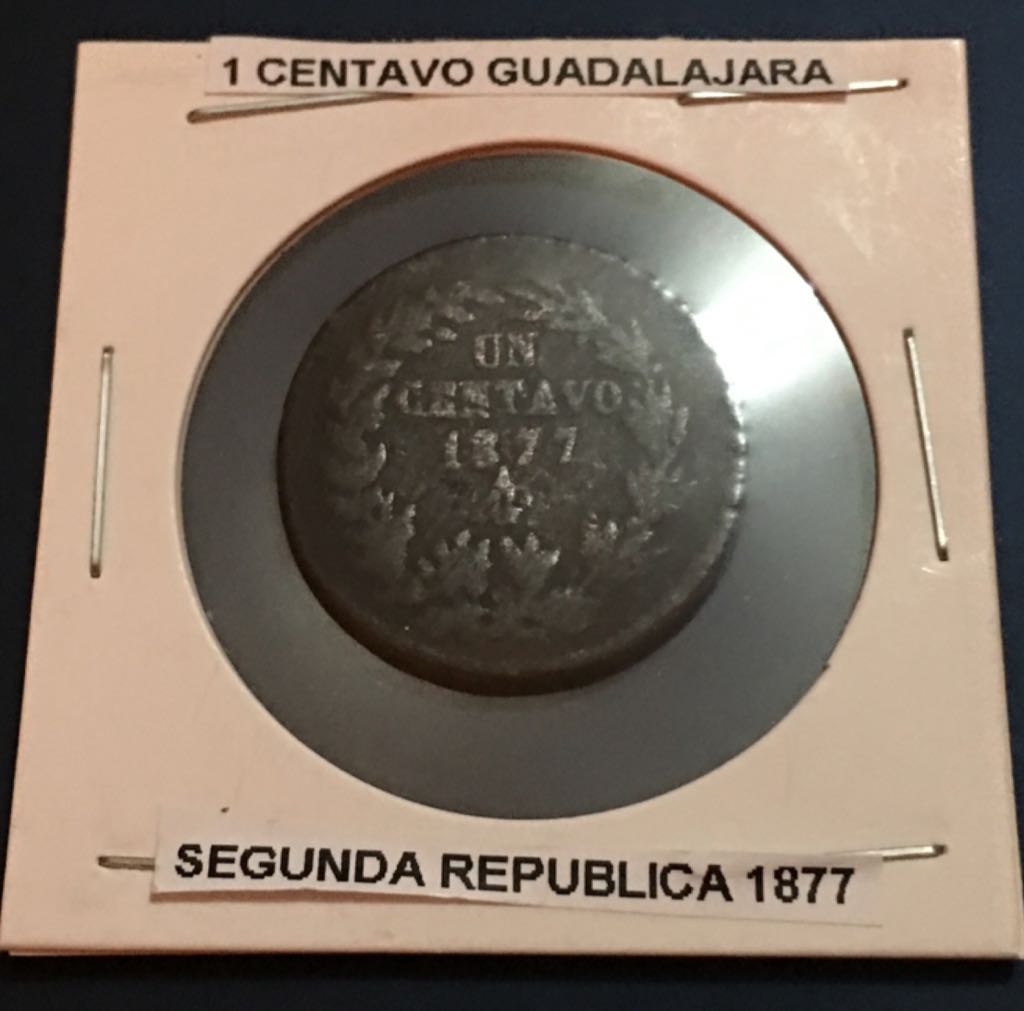 1 CENTAVO GUADALAJARA
UN
CENTAVO
1877
SEGUNDA REPUBLICA 1877